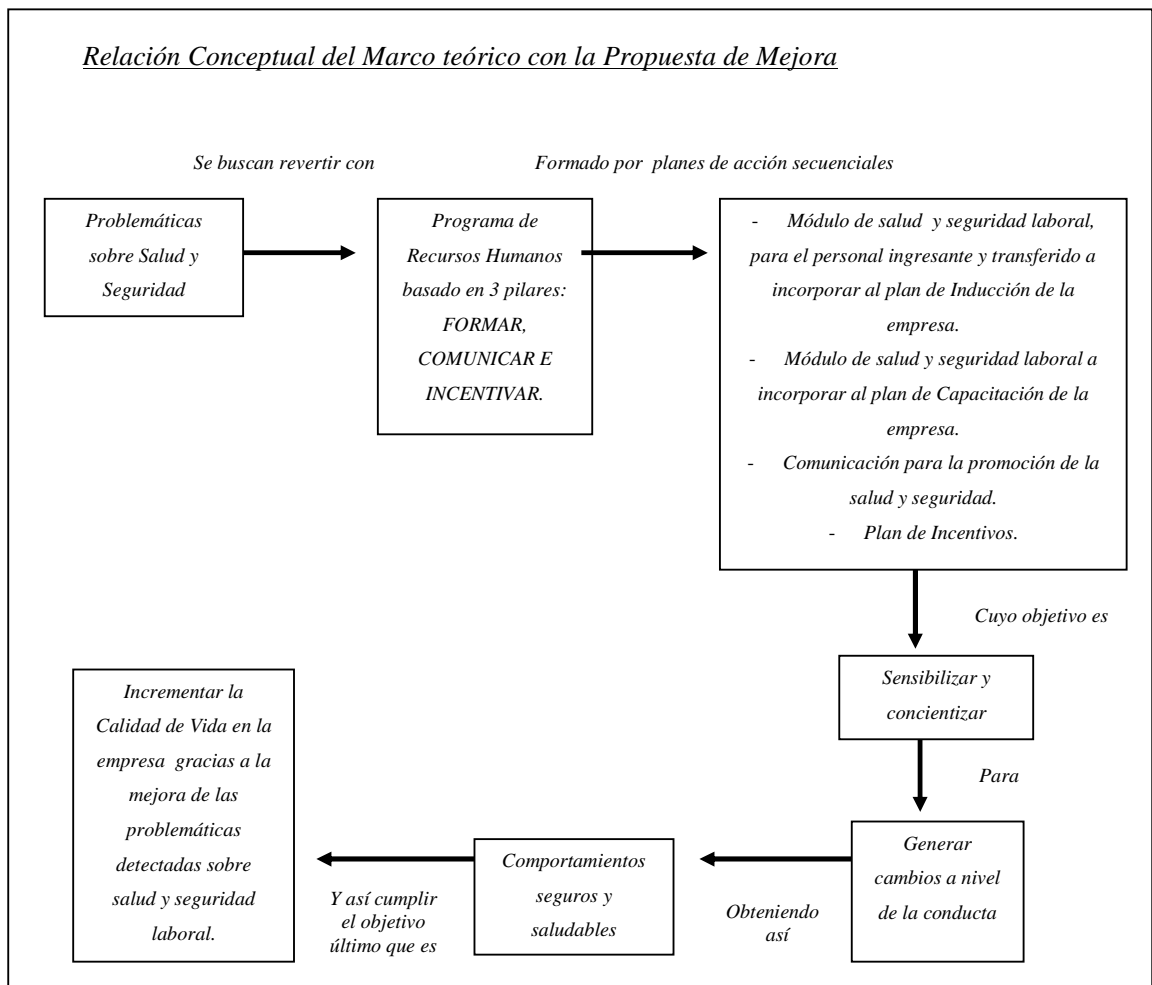 Relación Conceptual del Marco teórico con la Propuesta de Mejora
Se buscan revertir con
Formado por planes de acción secuenciales
Problemáticas
sobre Salud y
Seguridad
Programa de
Recursos Humanos
basado en 3 pilares:
FORMAR,
COMUNICAR E
INCENTIVAR.
- Módulo de salud y seguridad laboral,
para el personal ingresante y transferido a
incorporar al plan de Inducción de la
empresa.
- Módulo de salud y seguridad laboral a
incorporar al plan de Capacitación de la
empresa.
- Comunicación para la promoción de la
salud y seguridad.
- Plan de Incentivos.
Cuyo objetivo es
Sensibilizar y
concientizar
Para
Generar
cambios a nivel
de la conducta
Obteniendo
así
Comportamientos
seguros y
saludables
Y así cumplir
el objetivo
último que es
Incrementar la
Calidad de Vida en la
empresa gracias a la
mejora de las
problemáticas
detectadas sobre
salud y seguridad
laboral.